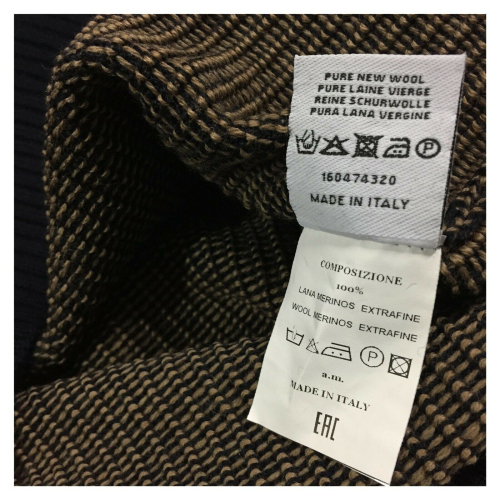 PURE NEW WOOL
PURE LAINE VIERGE
REINE SCHURWOLLE
PURA LANA VERGINE
P
160474320
MADE IN ITALY
COMPOSIZIONE
100%
LANA MERINOS EXTRAFINE
WOOL MERINOS EXTRAFINE
P
a.m.
MADE IN ITALY
EAC